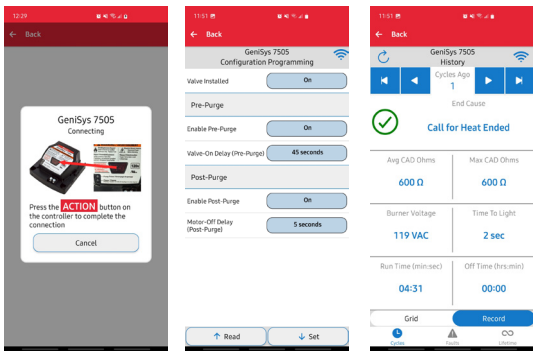 12:29
← Back
GeniSys 7505
Connecting
Press the ACTION button on
the controller to complete the
connection
Cancel
11:51
← Back
GeniSys 7505
Configuration Programming
Valve Installed On
Pre-Purge
Enable Pre-Purge On
Valve-On Delay (Pre-Purge) 45 seconds
Post-Purge
Enable Post-Purge On
Motor-Off Delay
(Post-Purge) 5 seconds
↑ Read ↓ Set
11:51
← Back
GeniSys 7505
History
Cycles Ago
1
End Cause
Call for Heat Ended
Avg CAD Ohms Max CAD Ohms
600 Ω 600 Ω
Burner Voltage Time To Light
119 VAC 2 sec
Run Time (min:sec) Off Time (hrs:min)
04:31 00:00
Grid Record
Cycles Faults Lifetime